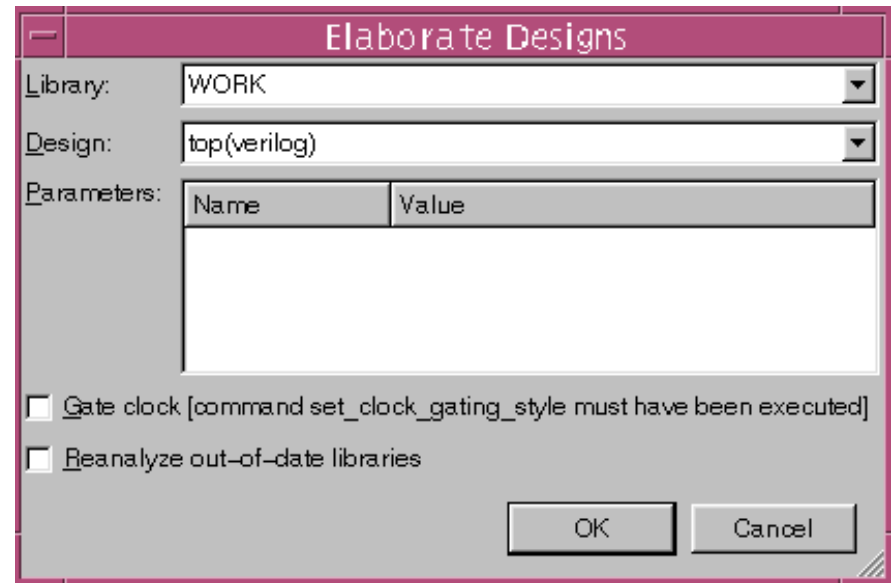 Elaborate Designs
Library: WORK
Design: top(verilog)
Parameters: Name Value
Gate clock [command set_clock_gating_style must have been executed]
Reanalyze out-of-date libraries
OK Cancel